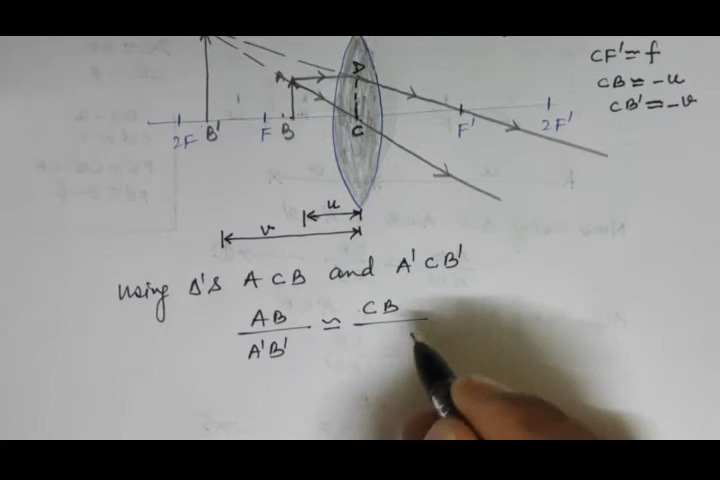 CF' ≃ f
CB ≃ -u
CB' ≃ -v
A D
2F B' F B C F' 2F'
u
v
using Δ'S ACB and A'CB'
AB CB
≃
A'B'